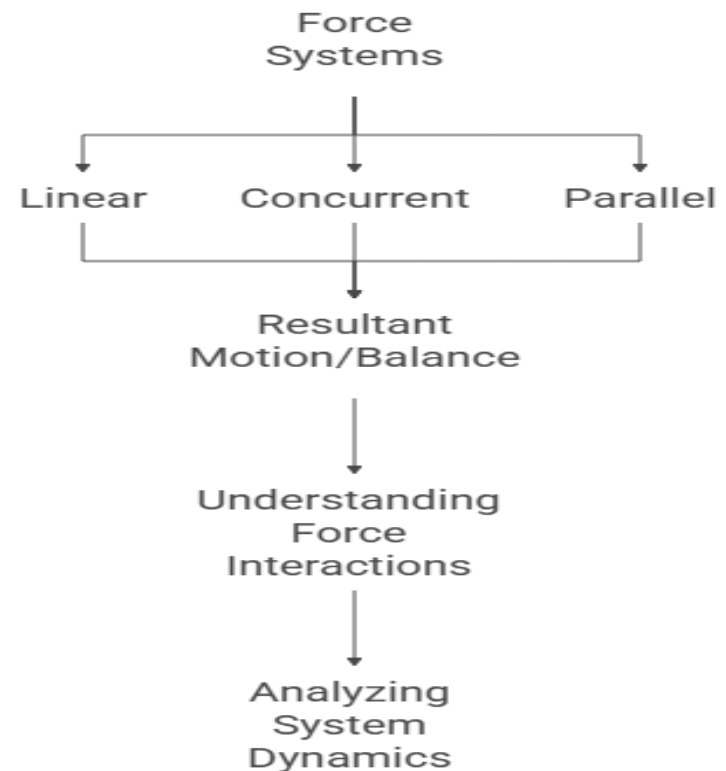 Force
Systems
Linear Concurrent Parallel
Resultant
Motion/Balance
Understanding
Force
Interactions
Analyzing
System
Dynamics